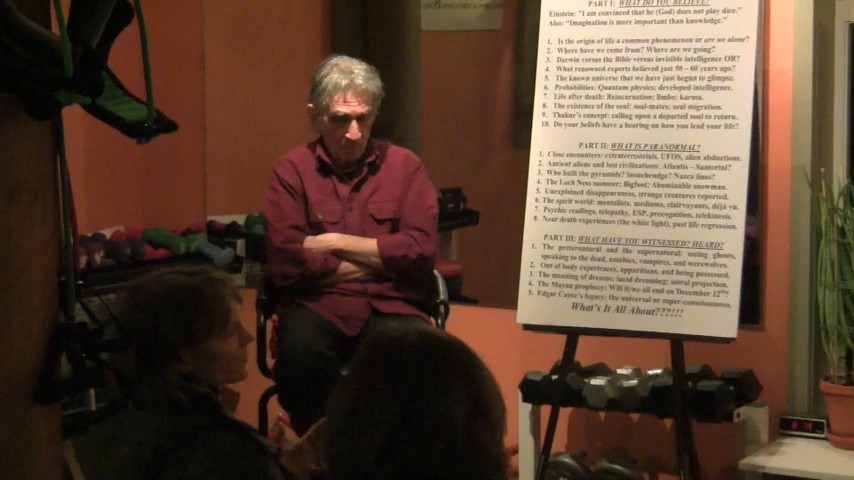 PART I: WHAT DO YOU BELIEVE?
Einstein: "I am convinced that he (God) does not play dice."
Also: "Imagination is more important than knowledge."
1. Is the origin of life a common phenomenon or are we alone?
2. Where have we come from? Where are we going?
3. Darwin versus the Bible versus invisible intelligence OR?
4. What renowned experts believed just 50 – 60 years ago?
5. The known universe that we have just begun to glimpse.
6. Probabilities: Quantum physics; developed intelligence.
7. Life after death: Reincarnation; limbo; karma.
8. The existence of the soul: soul-mates; soul migration.
9. Thakur's concept: calling upon a departed soul to return.
10. Do your beliefs have a bearing on how you lend your life?
PART II: WHAT IS PARANORMAL?
1. Close encounters: extraterrestrials, UFOS, alien abductions.
2. Ancient aliens and lost civilizations: Atlantis – Santorini?
3. Who built the pyramids? Stonehendge? Nazca lines?
4. The Loch Ness monster; Bigfoot; Abominable snowman.
5. Unexplained disappearances, strange creatures reported.
6. The spirit world: mentalists, mediums, clairvoyants, déjà vu.
7. Psychic readings, telepathy, ESP, precognition, telekinosis.
8. Near death experiences (the white light), past life regression.
PART III: WHAT HAVE YOU WITNESSED? HEARD?
1. The preternatural and the supernatural: seeing ghosts,
speaking to the dead, zombies, vampires, and werewolves.
2. Out of body experiences, apparitions, and being possessed.
3. The meaning of dreams; lucid dreaming; astral projection.
4. The Mayan prophecy: Will it/we all end on December 12th?
5. Edgar Cayce's legacy: the universal or super-consciousness.
What's It All About???!!!